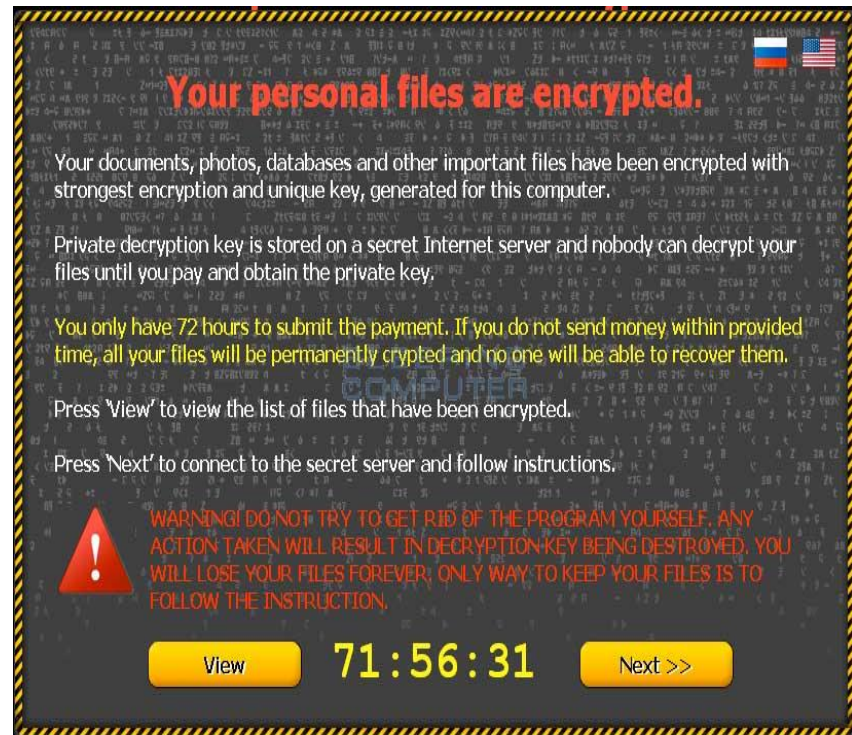 Your personal files are encrypted.
Your documents, photos, databases and other important files have been encrypted with
strongest encryption and unique key, generated for this computer.
Private decryption key is stored on a secret Internet server and nobody can decrypt your
files until you pay and obtain the private key.
You only have 72 hours to submit the payment. If you do not send money within provided
time, all your files will be permanently crypted and no one will be able to recover them.
COMPUTER
Press 'View' to view the list of files that have been encrypted.
Press 'Next' to connect to the secret server and follow instructions.
WARNING! DO NOT TRY TO GET RID OF THE PROGRAM YOURSELF. ANY
ACTION TAKEN WILL RESULT IN DECRYPTION KEY BEING DESTROYED. YOU
WILL LOSE YOUR FILES FOREVER. ONLY WAY TO KEEP YOUR FILES IS TO
FOLLOW THE INSTRUCTION.
View
71:56:31
Next >>